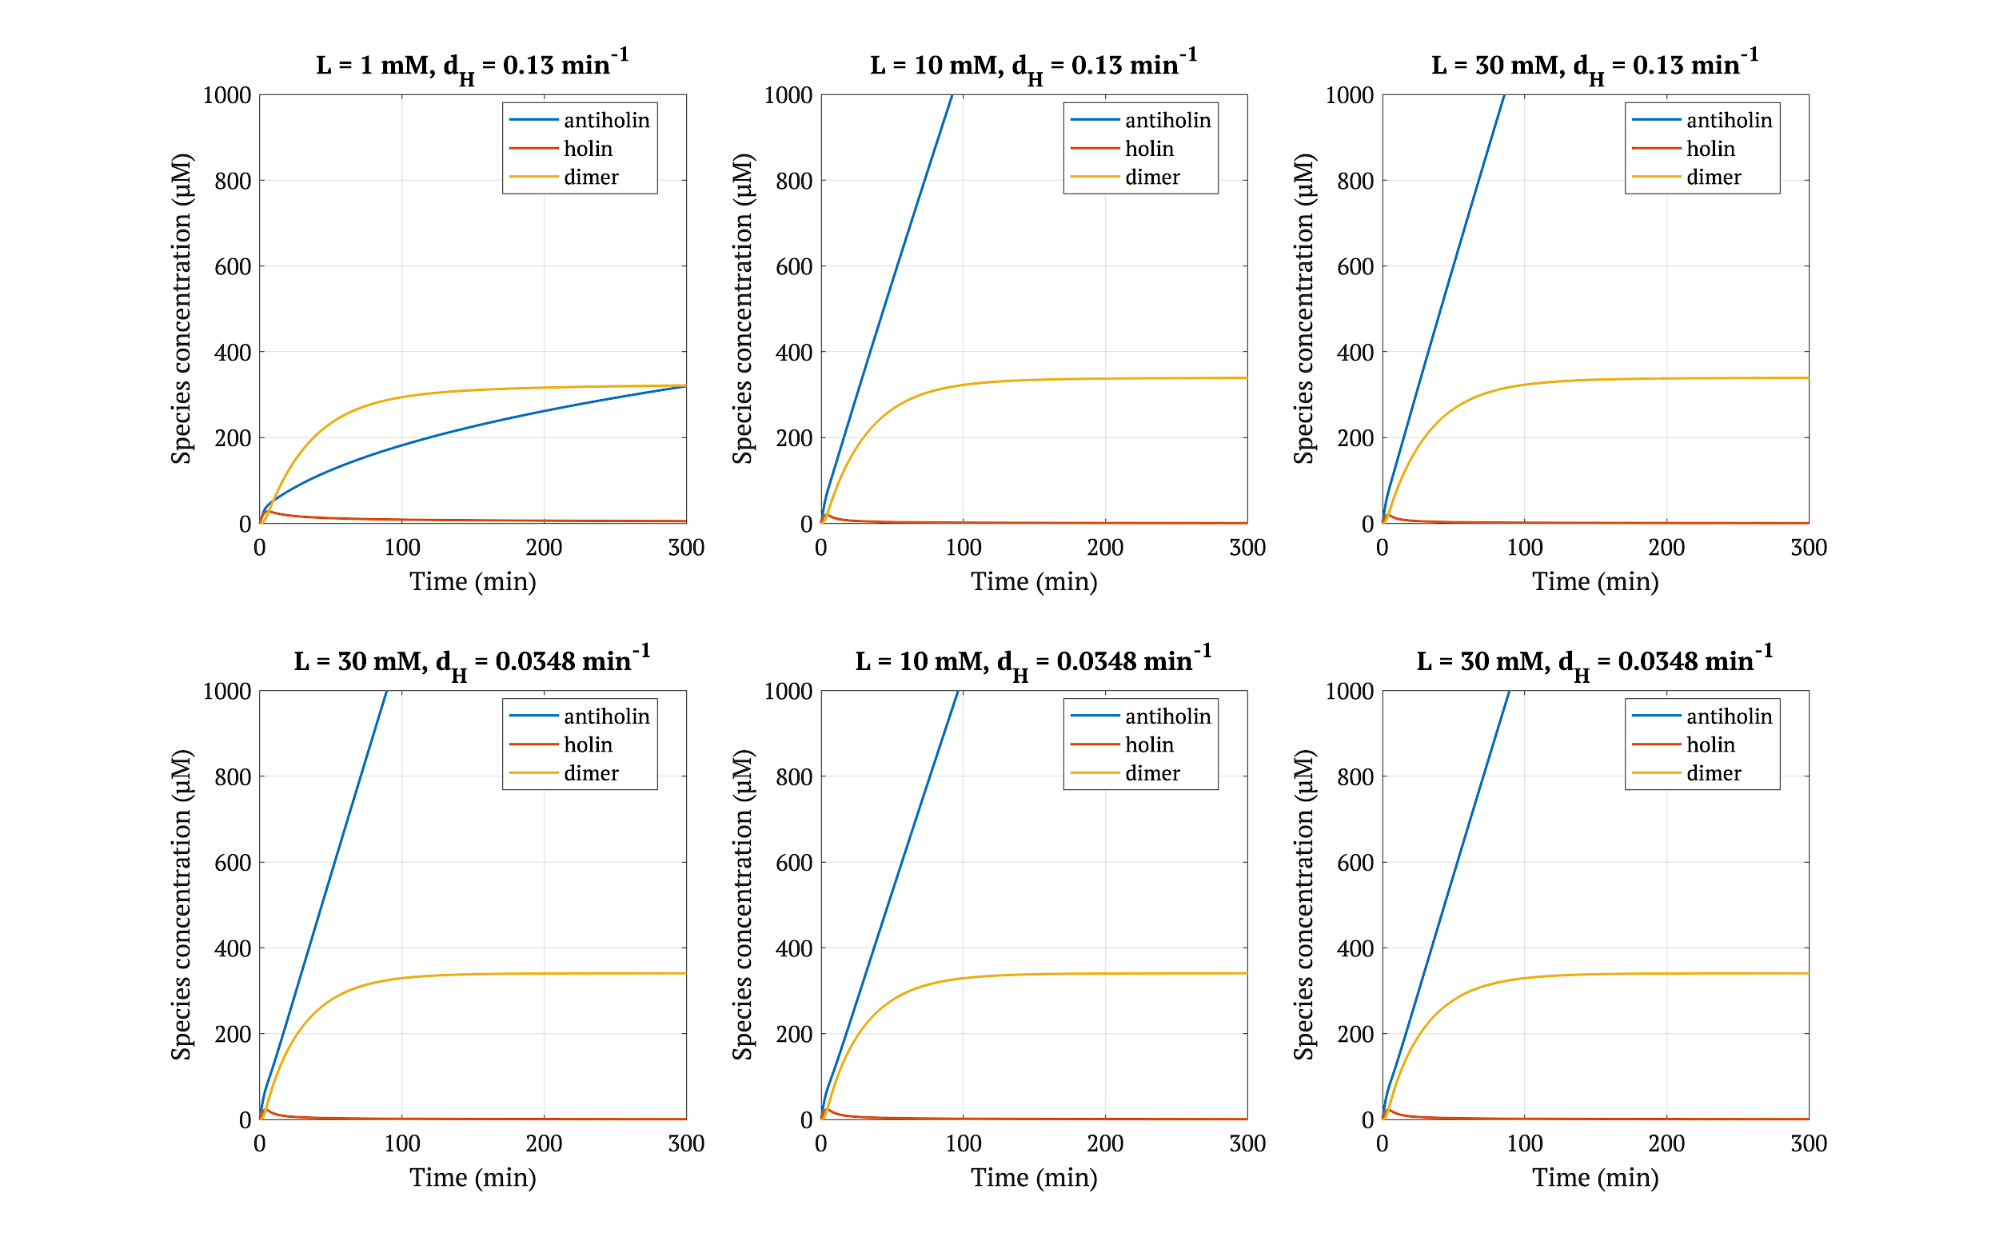 L = 1 mM, d_H = 0.13 min⁻¹
1000
800
600
400
200
0
Species concentration (µM)
antiholin
holin
dimer
0 100 200 300
Time (min)
L = 10 mM, d_H = 0.13 min⁻¹
1000
800
600
400
200
0
Species concentration (µM)
antiholin
holin
dimer
0 100 200 300
Time (min)
L = 30 mM, d_H = 0.13 min⁻¹
1000
800
600
400
200
0
Species concentration (µM)
antiholin
holin
dimer
0 100 200 300
Time (min)
L = 30 mM, d_H = 0.0348 min⁻¹
1000
800
600
400
200
0
Species concentration (µM)
antiholin
holin
dimer
0 100 200 300
Time (min)
L = 10 mM, d_H = 0.0348 min⁻¹
1000
800
600
400
200
0
Species concentration (µM)
antiholin
holin
dimer
0 100 200 300
Time (min)
L = 30 mM, d_H = 0.0348 min⁻¹
1000
800
600
400
200
0
Species concentration (µM)
antiholin
holin
dimer
0 100 200 300
Time (min)